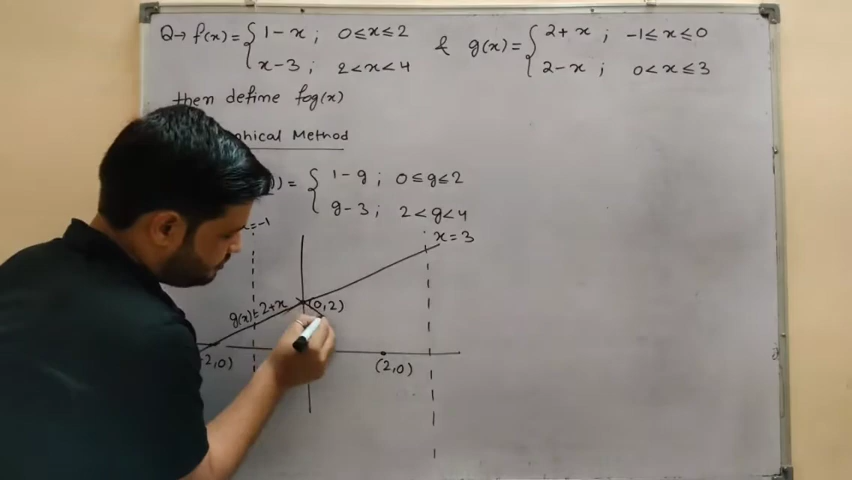 Q→ f(x) = { 1 - x ; 0 ≤ x ≤ 2 & g(x) = { 2 + x ; -1 ≤ x ≤ 0
x - 3 ; 2 < x < 4 2 - x ; 0 < x ≤ 3
then define fog(x)
phical Method
)) = { 1 - g ; 0 ≤ g ≤ 2
g - 3 ; 2 < g < 4
= -1
x = 3
g(x) = 2+x (0,2)
2,0) (2,0)